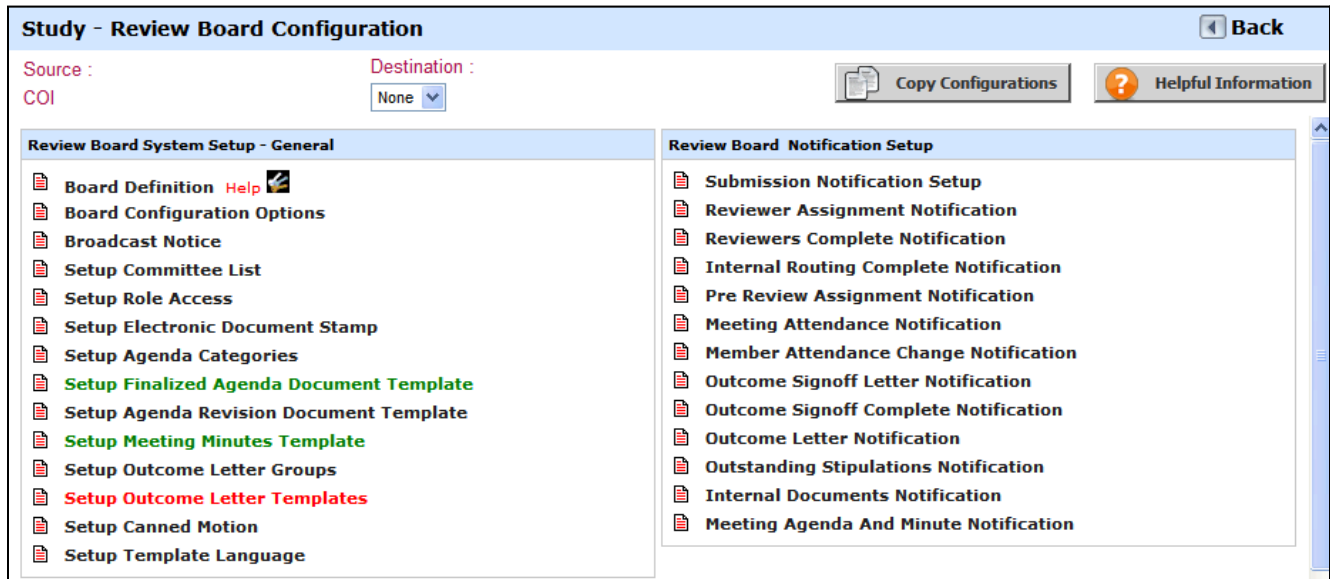 Study - Review Board Configuration
Back
Source :
Destination :
COI
None
Copy Configurations
Helpful Information
Review Board System Setup - General
Board Definition Help
Board Configuration Options
Broadcast Notice
Setup Committee List
Setup Role Access
Setup Electronic Document Stamp
Setup Agenda Categories
Setup Finalized Agenda Document Template
Setup Agenda Revision Document Template
Setup Meeting Minutes Template
Setup Outcome Letter Groups
Setup Outcome Letter Templates
Setup Canned Motion
Setup Template Language
Review Board Notification Setup
Submission Notification Setup
Reviewer Assignment Notification
Reviewers Complete Notification
Internal Routing Complete Notification
Pre Review Assignment Notification
Meeting Attendance Notification
Member Attendance Change Notification
Outcome Signoff Letter Notification
Outcome Signoff Complete Notification
Outcome Letter Notification
Outstanding Stipulations Notification
Internal Documents Notification
Meeting Agenda And Minute Notification